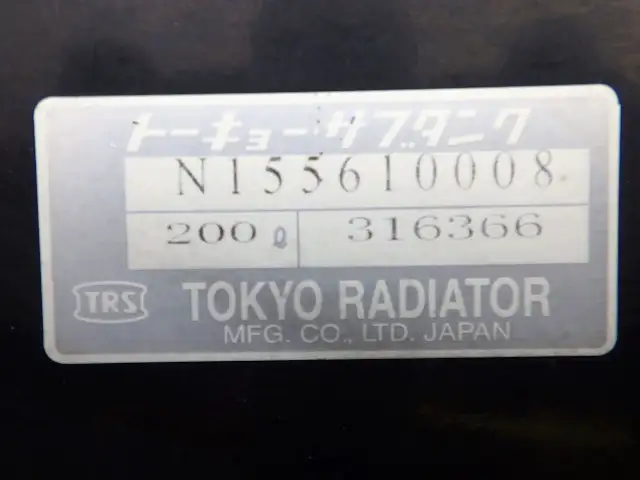 トーキョー・サブタンク
N155610008
200ℓ 316366
TRS TOKYO RADIATOR
MFG. CO., LTD. JAPAN